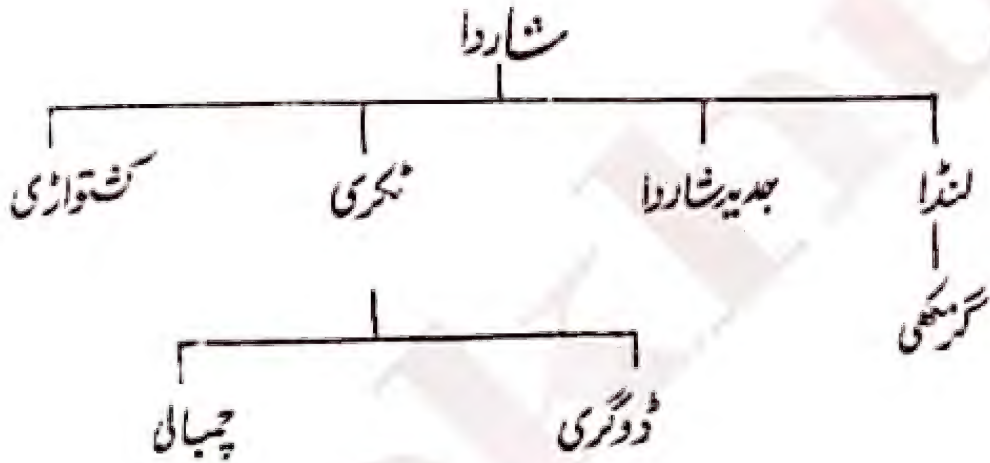 شاردا
لنڈا جدید شاردا ٹکری کشتواڑی
گرمکھی
ڈوگری چمبالی